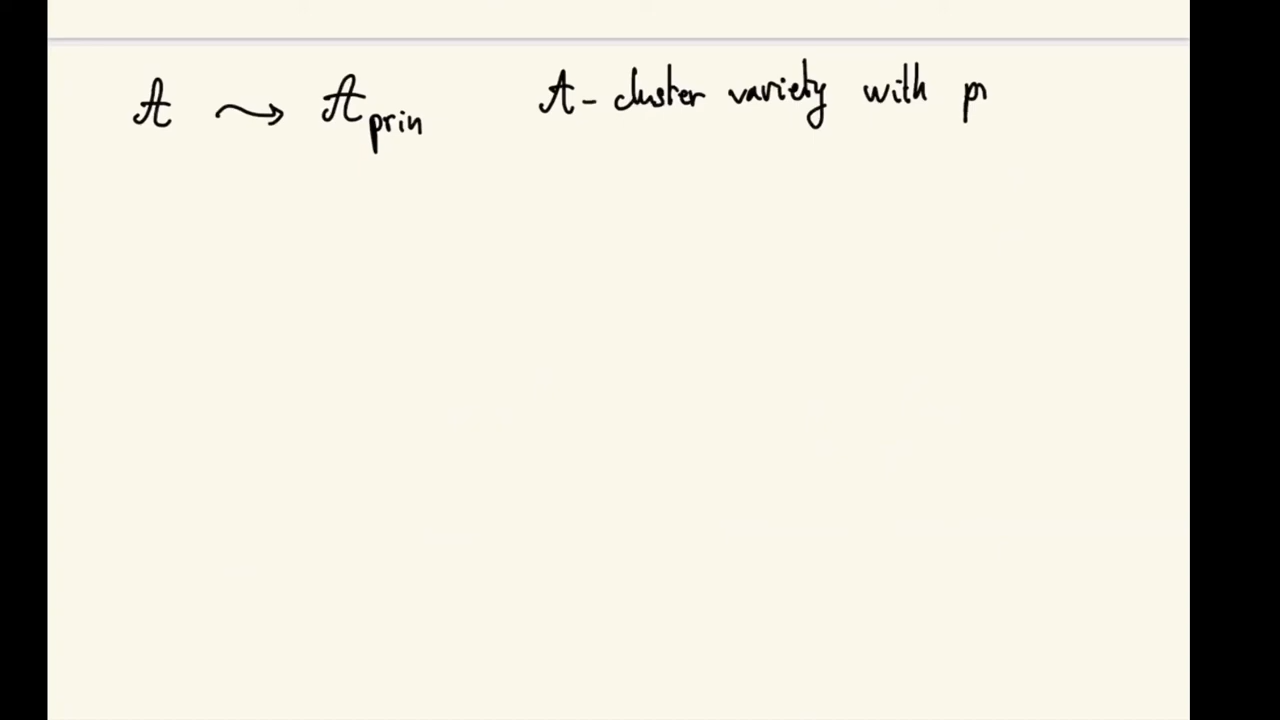 𝒜 ⇝ 𝒜_prin 𝒜 - cluster variety with pr